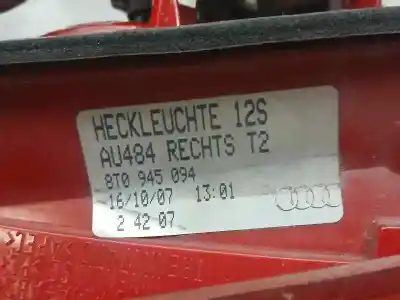 HECKLEUCHTE 12S
AU484 RECHTS T2
8T0 945 094
16/10/07 13:01
2 42 07